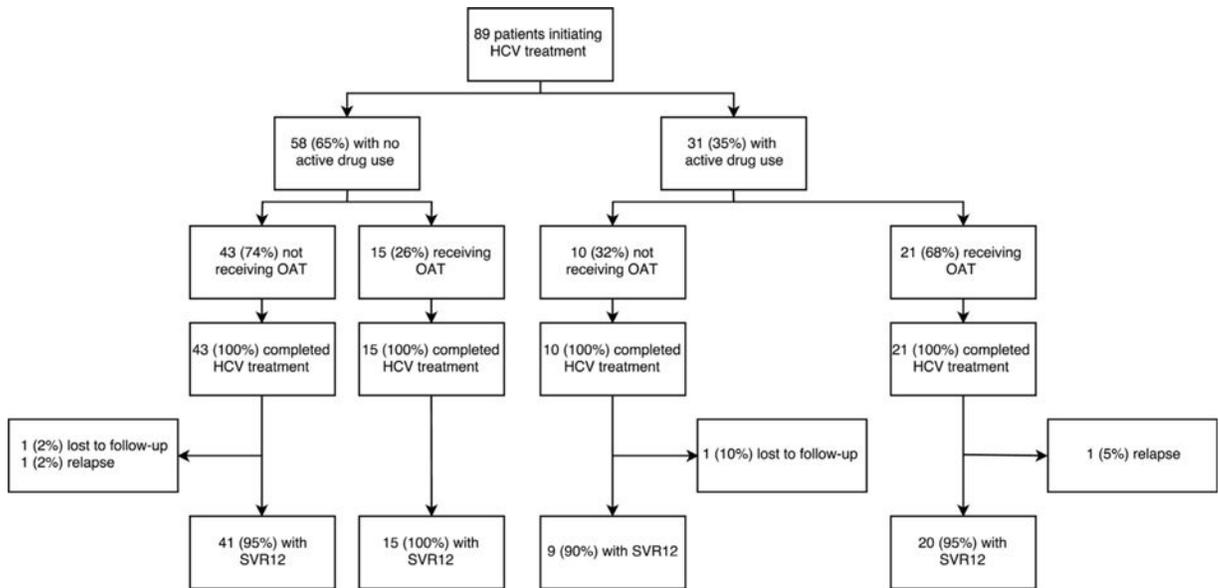 89 patients initiating
HCV treatment
58 (65%) with no
active drug use
31 (35%) with
active drug use
43 (74%) not
receiving OAT
15 (26%) receiving
OAT
10 (32%) not
receiving OAT
21 (68%) receiving
OAT
43 (100%) completed
HCV treatment
15 (100%) completed
HCV treatment
10 (100%) completed
HCV treatment
21 (100%) completed
HCV treatment
1 (2%) lost to follow-up
1 (2%) relapse
1 (10%) lost to follow-up
1 (5%) relapse
41 (95%) with
SVR12
15 (100%) with
SVR12
9 (90%) with SVR12
20 (95%) with
SVR12